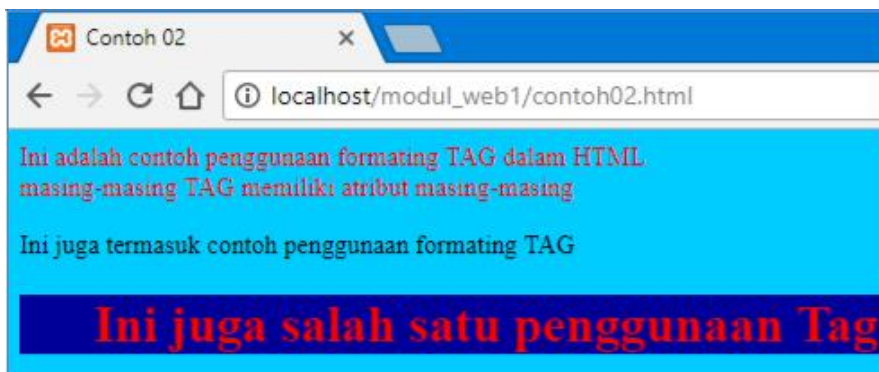 Contoh 02
localhost/modul_web1/contoh02.html
Ini adalah contoh penggunaan formating TAG dalam HTML
masing-masing TAG memiliki atribut masing-masing
Ini juga termasuk contoh penggunaan formating TAG
Ini juga salah satu penggunaan Tag